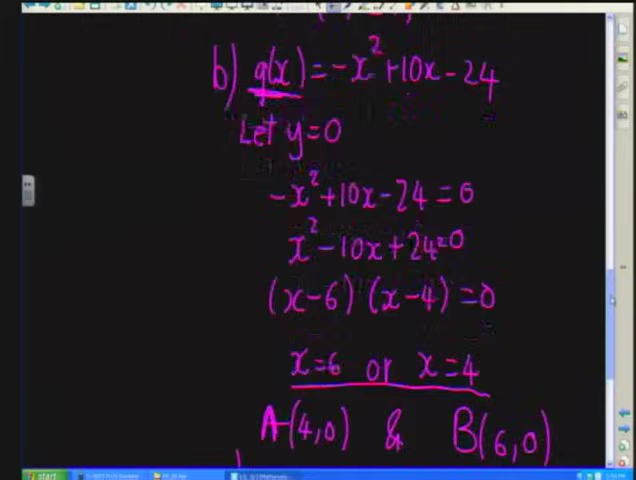 b) g(x) = -x² + 10x - 24
Let y = 0
-x² + 10x - 24 = 0
x² - 10x + 24 = 0
(x - 6) (x - 4) = 0
x = 6 or x = 4
A(4,0) & B(6,0)
start